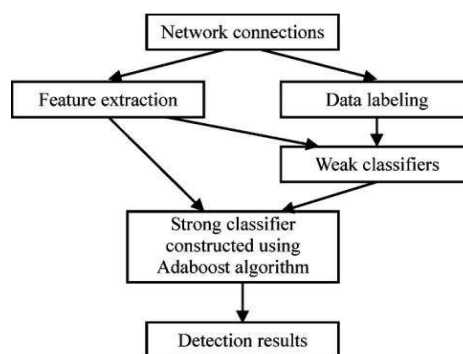 Network connections
Feature extraction
Data labeling
Weak classifiers
Strong classifier
constructed using
Adaboost algorithm
Detection results